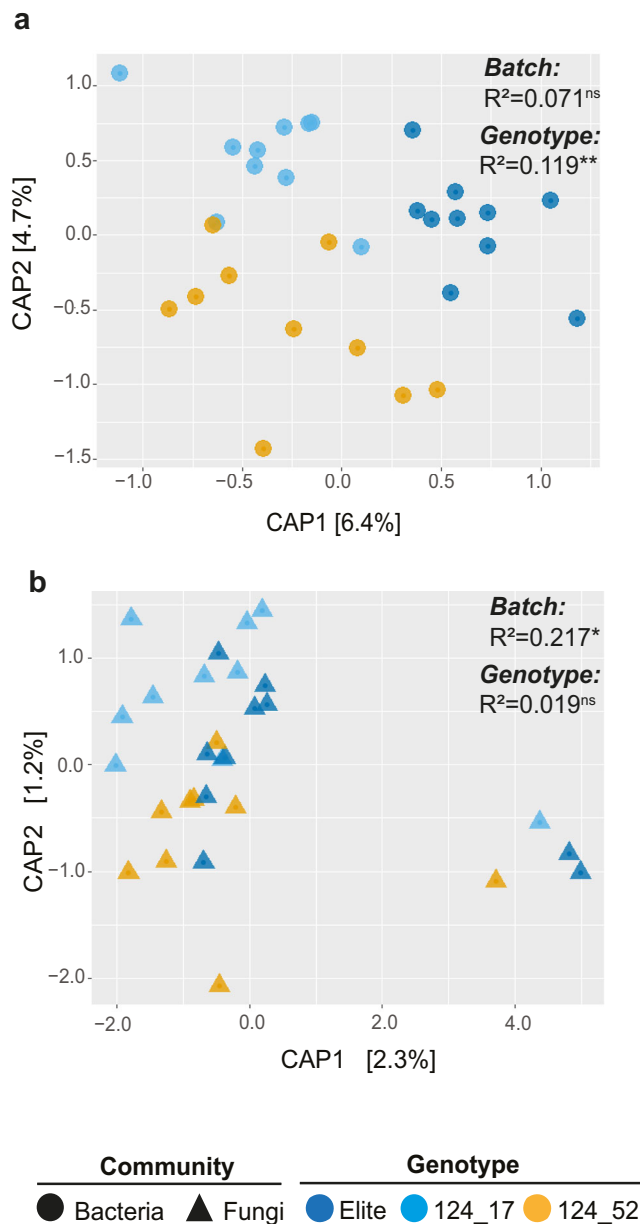 a
Batch:
R²=0.071ns
Genotype:
R²=0.119**
1.0
0.5
0.0
−0.5
−1.0
−1.5
CAP2 [4.7%]
−1.0 −0.5 0.0 0.5 1.0
CAP1 [6.4%]
b
Batch:
R²=0.217*
Genotype:
R²=0.019ns
1.0
0.0
−1.0
−2.0
CAP2 [1.2%]
−2.0 0.0 2.0 4.0
CAP1 [2.3%]
Community Genotype
Bacteria Fungi Elite 124_17 124_52